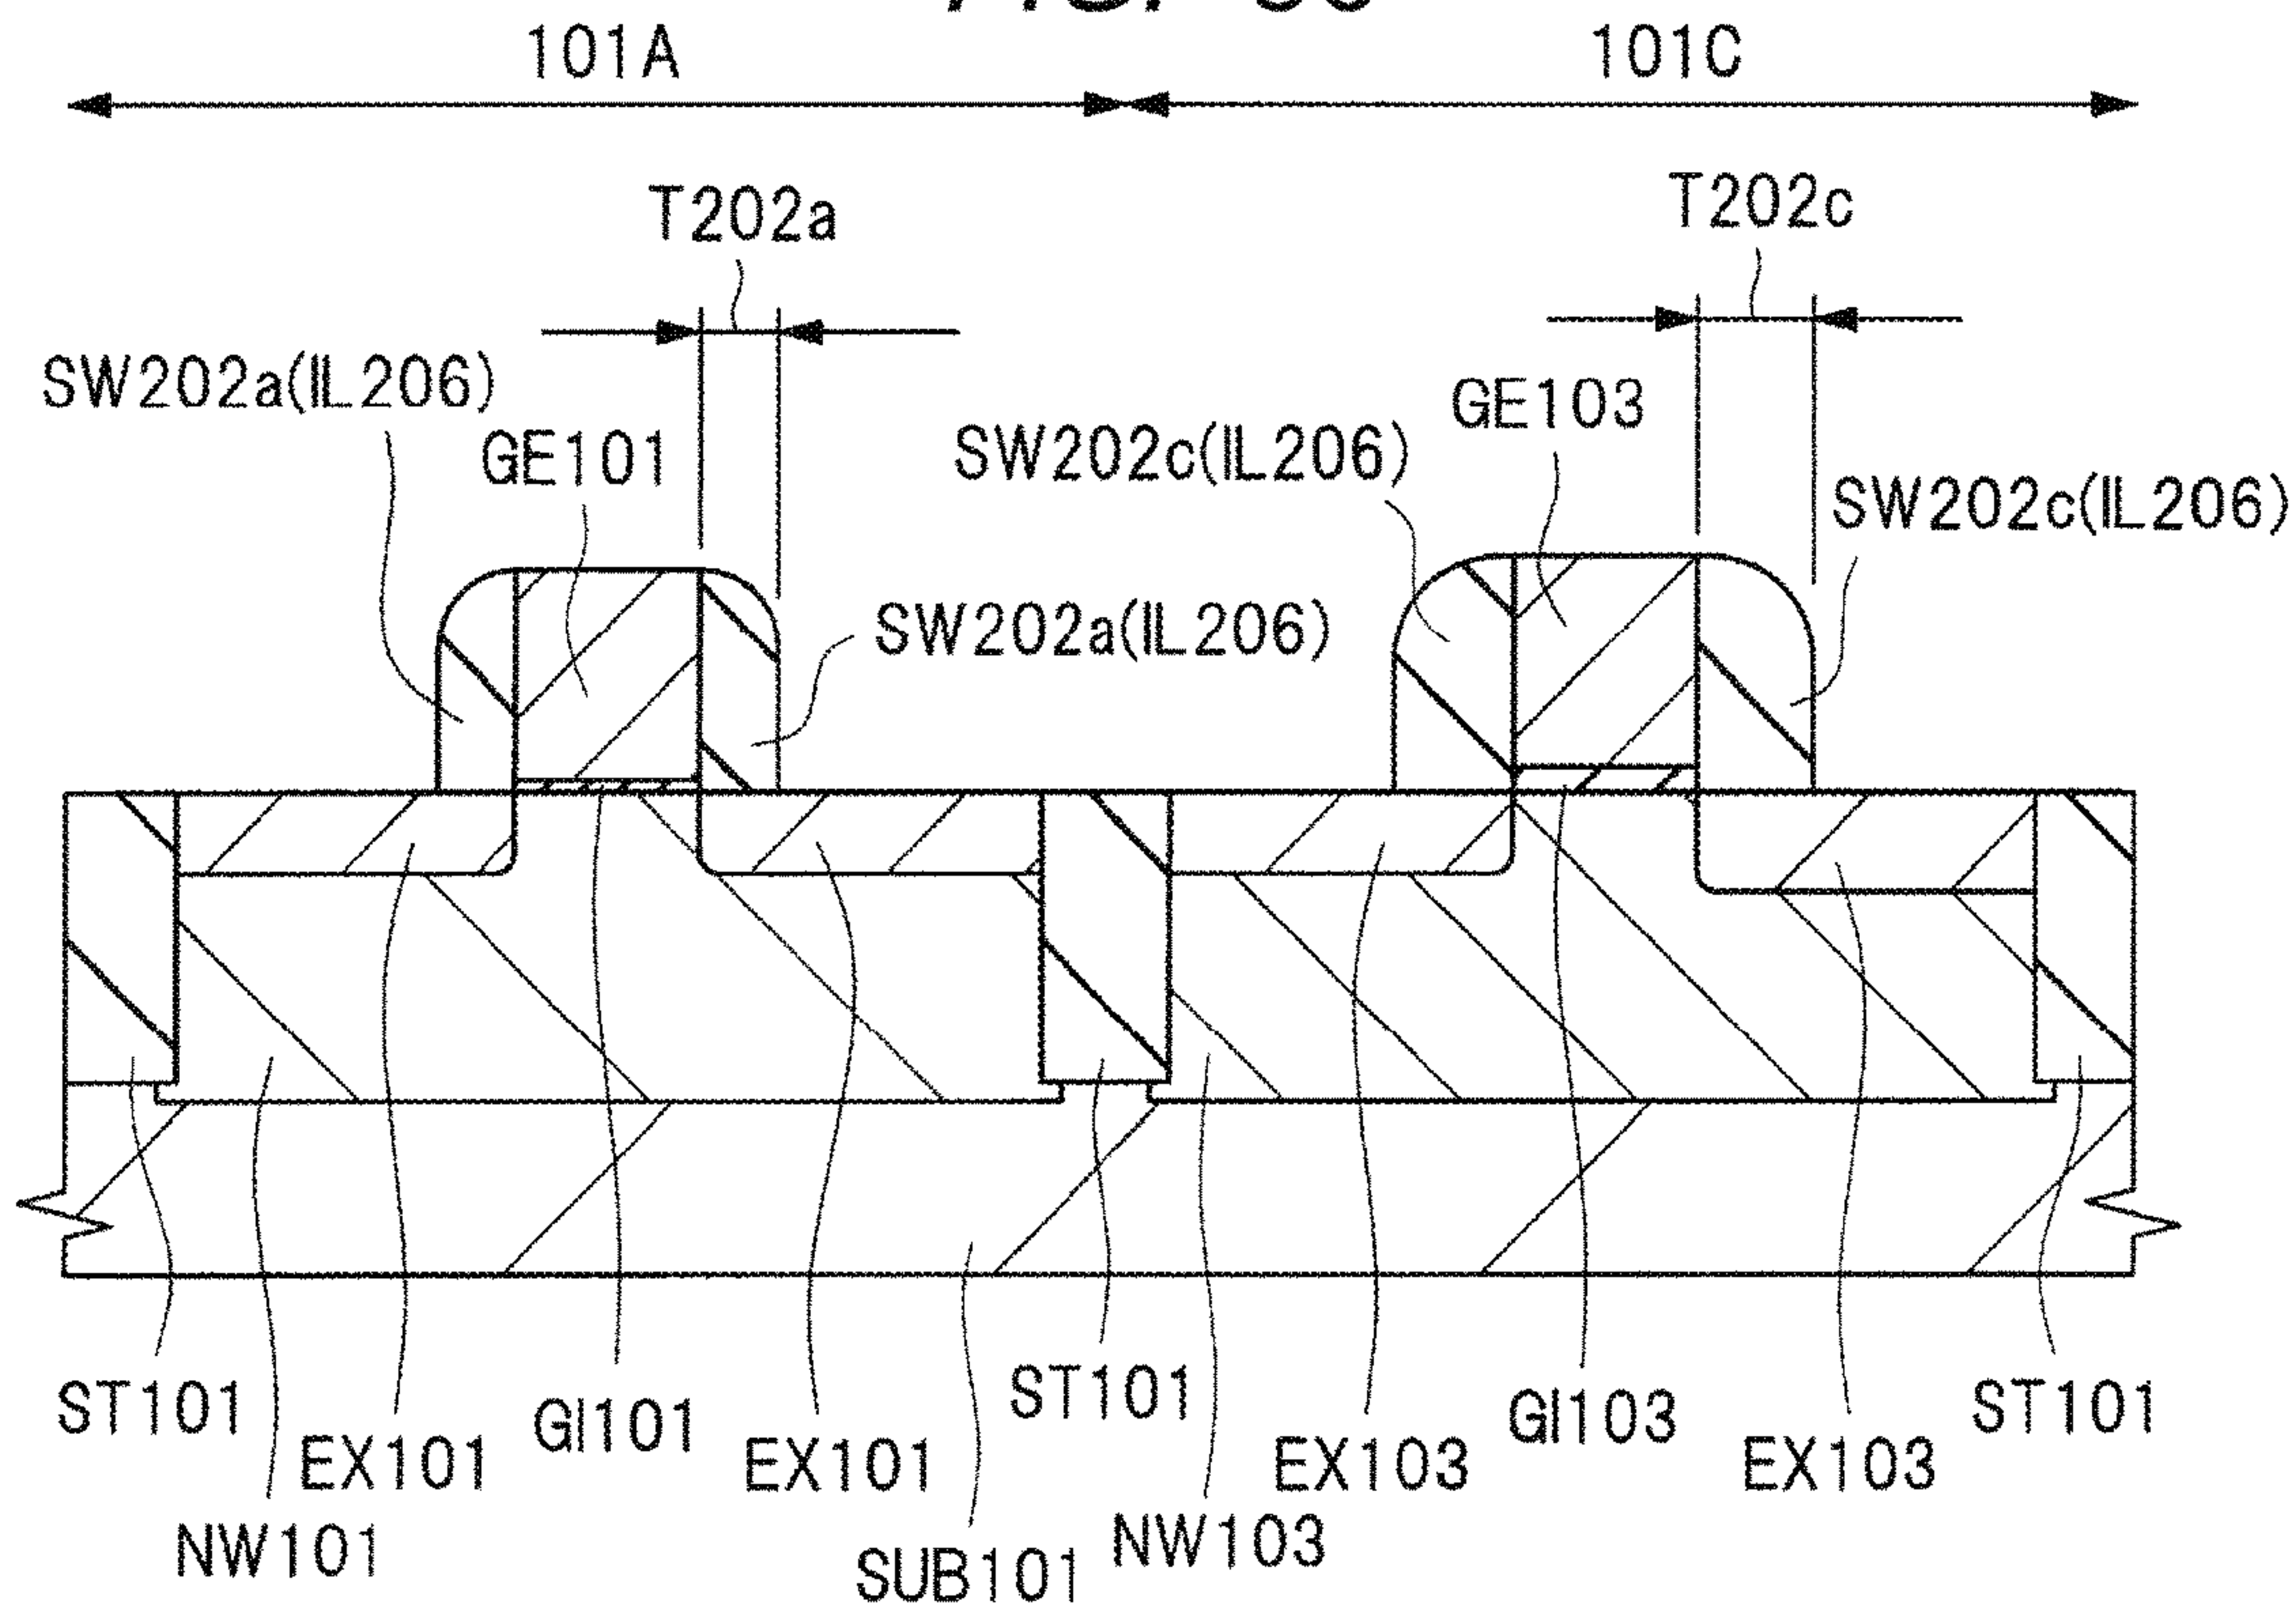 101A
101C
T202a
T202c
SW202a(IL206)
GE103
GE101
SW202c(IL206)
SW202c(IL206)
SW202a(IL206)
ST101
ST101
ST101
GI101
GI103
EX101
EX101
EX103
EX103
NW101
NW103
SUB101